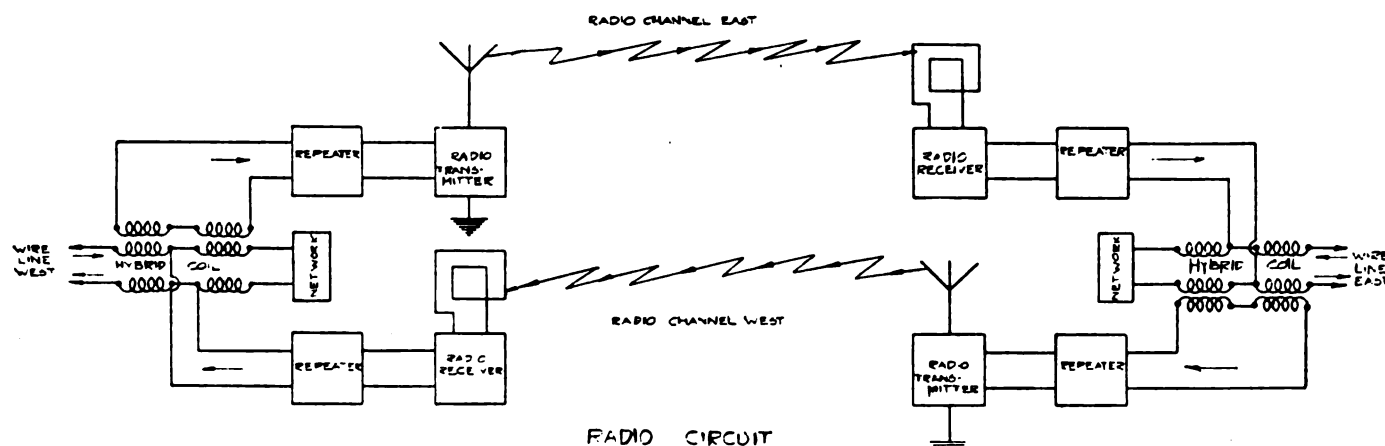 RADIO CHANNEL EAST
REPEATER
RADIO
TRANS-
MITTER
RADIO
RECEIVER
REPEATER
WIRE
LINE
WEST
HYBRID COIL
NETWORK
NETWORK
HYBRID COIL
WIRE
LINE
EAST
RADIO CHANNEL WEST
REPEATER
RADIO
RECEIVER
RADIO
TRANS-
MITTER
REPEATER
RADIO CIRCUIT